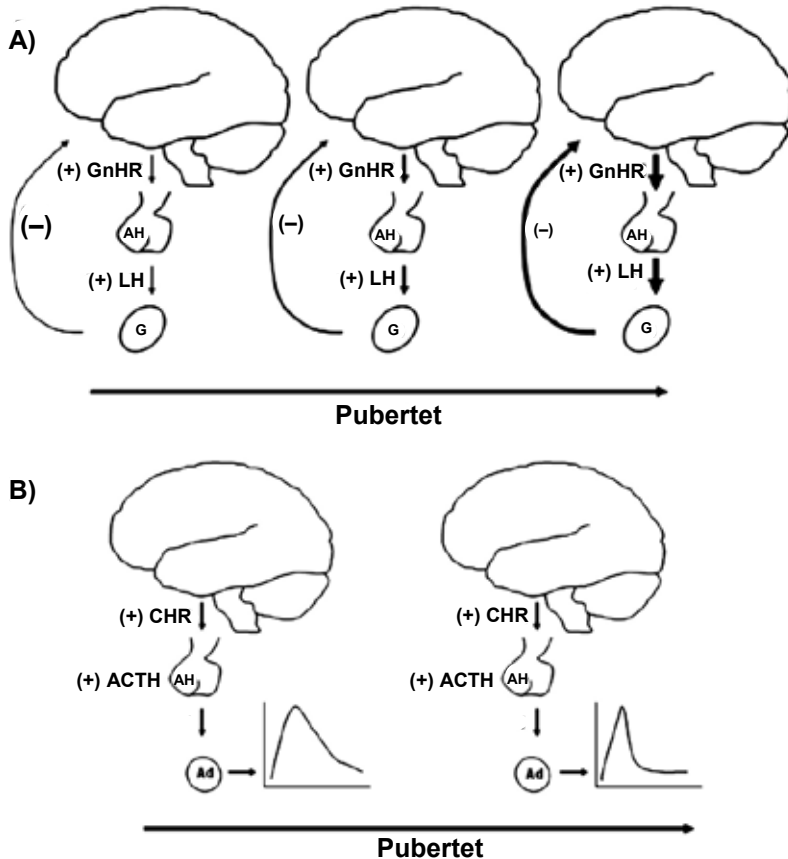 A)
(+) GnHR (+) GnHR (+) GnHR
(–) (–) (–)
AH AH AH
(+) LH (+) LH (+) LH
G G G
Pubertet
B)
(+) CHR (+) CHR
(+) ACTH AH (+) ACTH AH
Ad Ad
Pubertet